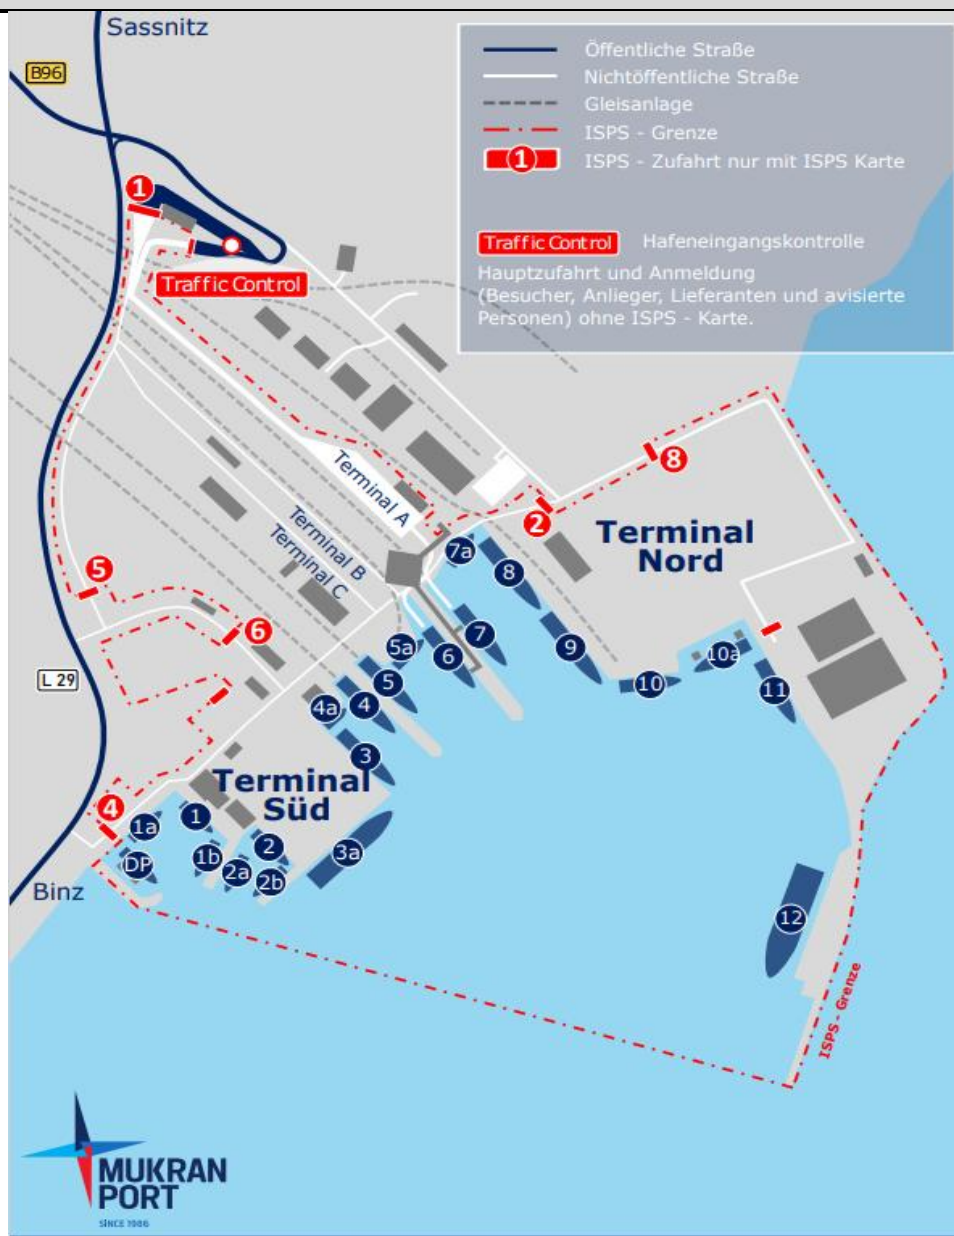 Sassnitz
B96
Öffentliche Straße
Nichtöffentliche Straße
Gleisanlage
ISPS - Grenze
1
ISPS - Zufahrt nur mit ISPS Karte
Traffic Control
Hafeneingangskontrolle
Hauptzufahrt und Anmeldung
(Besucher, Anlieger, Lieferanten und avisierte
Personen) ohne ISPS - Karte.
1
Traffic Control
8
2
Terminal A
Terminal B
Terminal C
Terminal
Nord
7a
8
5
6
7
9
5a
6
10a
10
11
L 29
5
4a
4
3
Terminal
Süd
4
1a
1
2
3a
DP
1b
2a
2b
Binz
12
ISPS - Grenze
MUKRAN
PORT
SINCE 1986